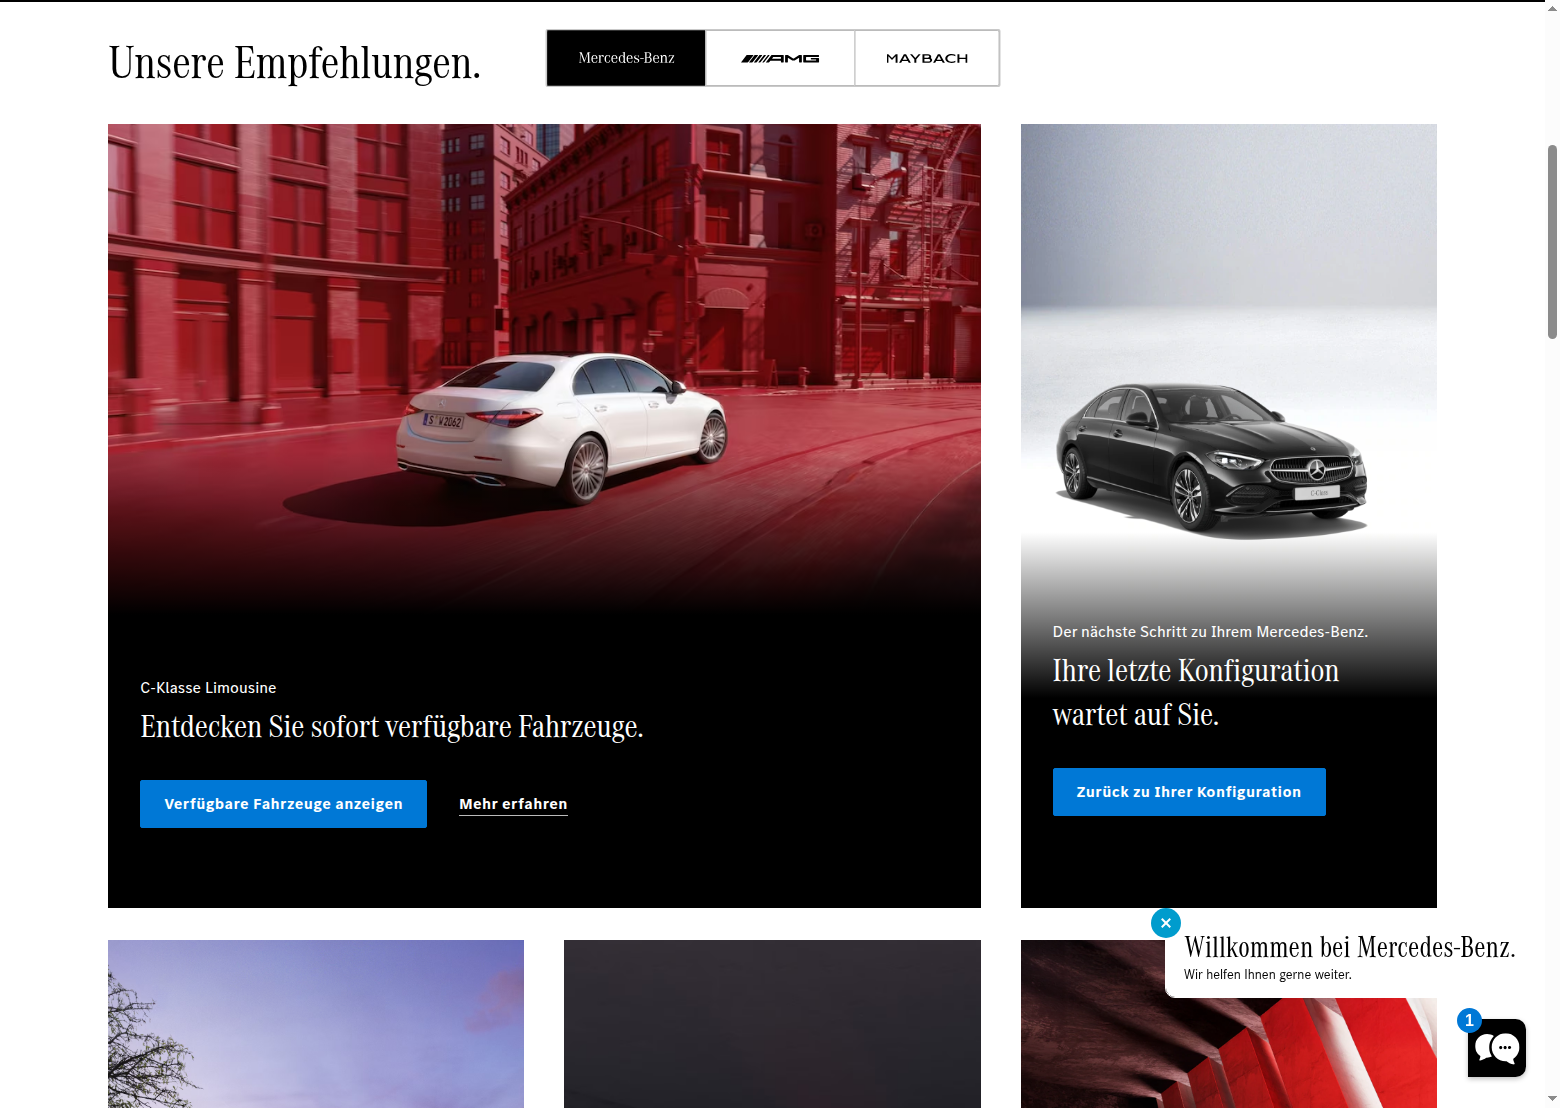 Unsere Empfehlungen.
Mercedes-Benz
AMG
MAYBACH
S W 2062
C-Class
C-Klasse Limousine
Entdecken Sie sofort verfügbare Fahrzeuge.
Verfügbare Fahrzeuge anzeigen
Mehr erfahren
Der nächste Schritt zu Ihrem Mercedes-Benz.
Ihre letzte Konfiguration
wartet auf Sie.
Zurück zu Ihrer Konfiguration
Willkommen bei Mercedes-Benz.
Wir helfen Ihnen gerne weiter.
1